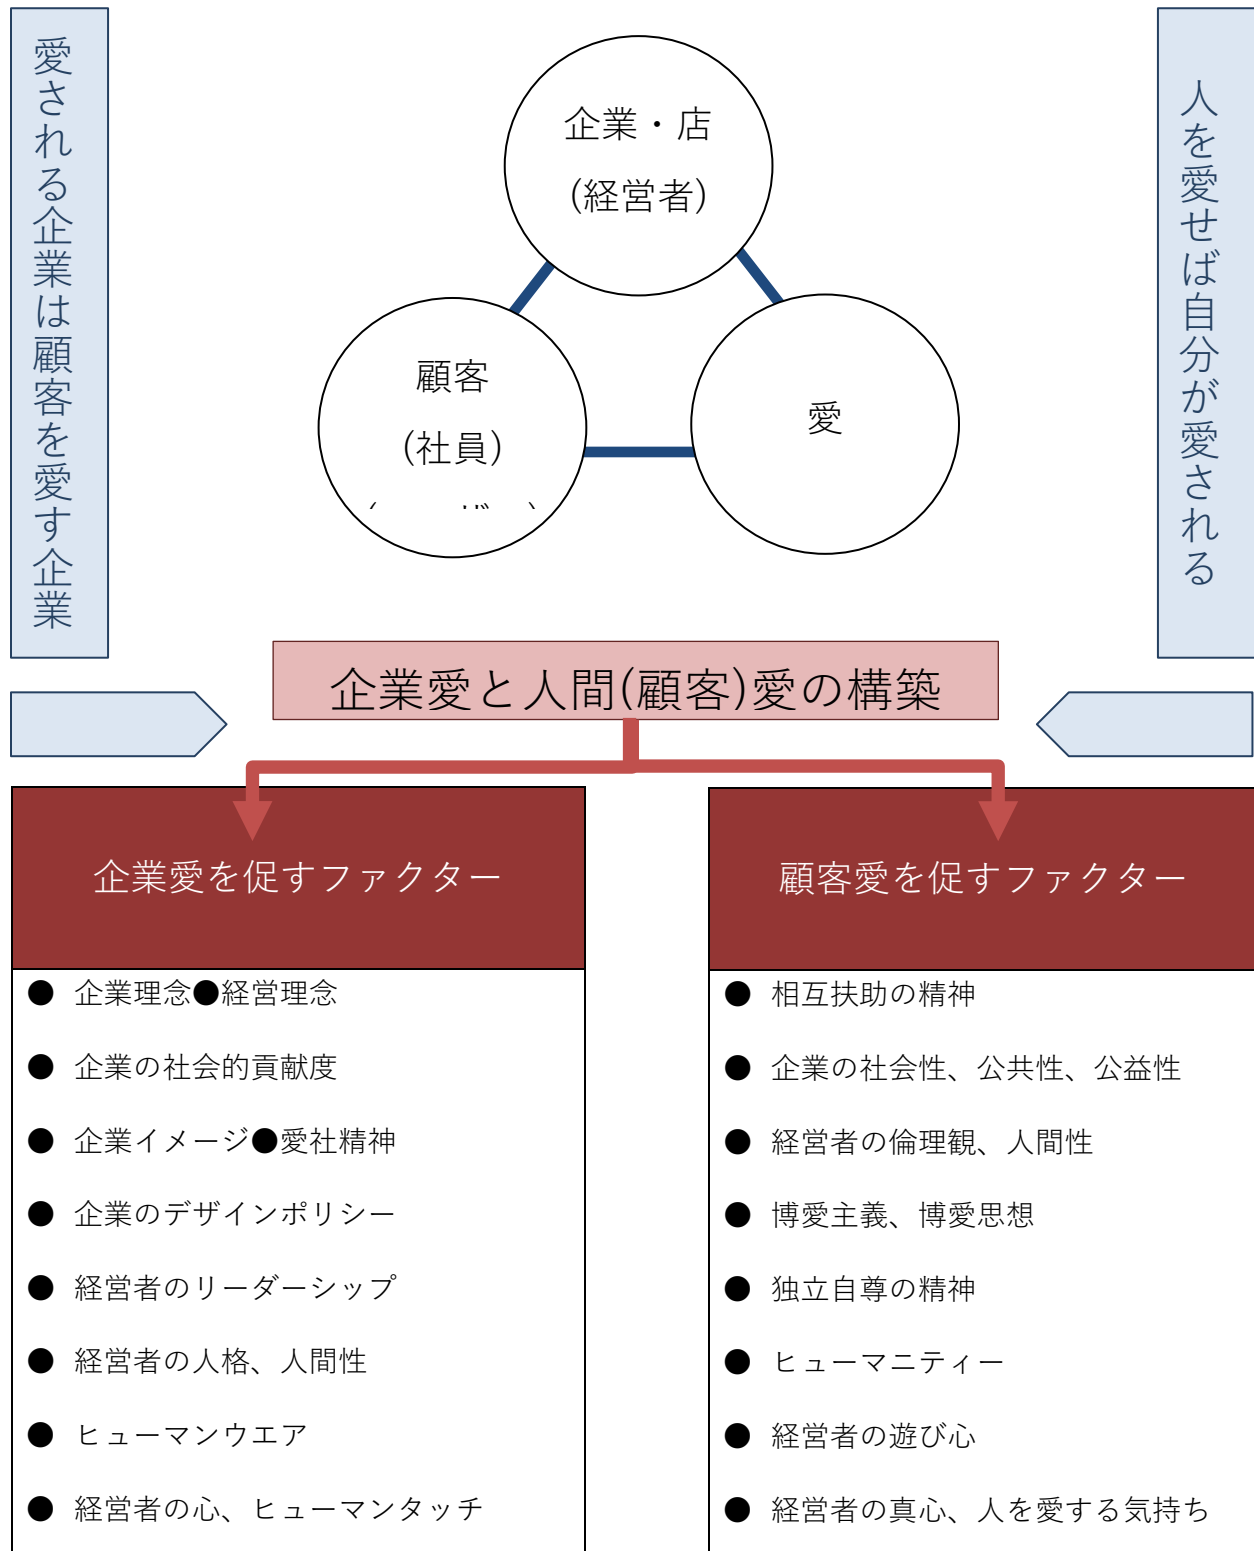 愛される企業は顧客を愛す企業
企業・店
(経営者)
顧客
(社員)
愛
人を愛せば自分が愛される
企業愛と人間(顧客)愛の構築
企業愛を促すファクター
● 企業理念●経営理念
● 企業の社会的貢献度
● 企業イメージ●愛社精神
● 企業のデザインポリシー
● 経営者のリーダーシップ
● 経営者の人格、人間性
● ヒューマンウエア
● 経営者の心、ヒューマンタッチ
顧客愛を促すファクター
● 相互扶助の精神
● 企業の社会性、公共性、公益性
● 経営者の倫理観、人間性
● 博愛主義、博愛思想
● 独立自尊の精神
● ヒューマニティー
● 経営者の遊び心
● 経営者の真心、人を愛する気持ち